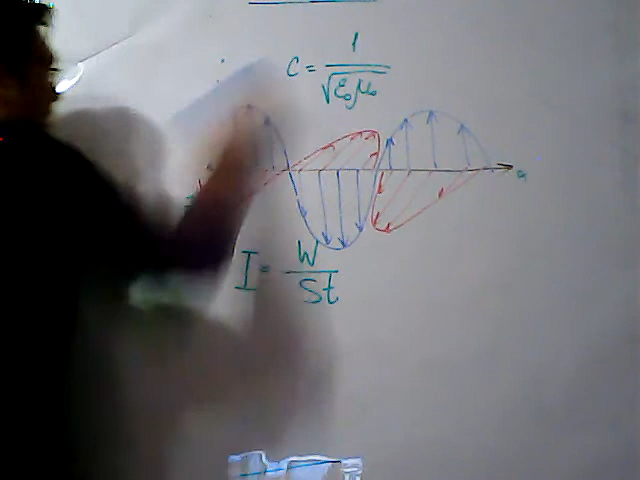 C = 1/√ε₀μ₀
I = W/St